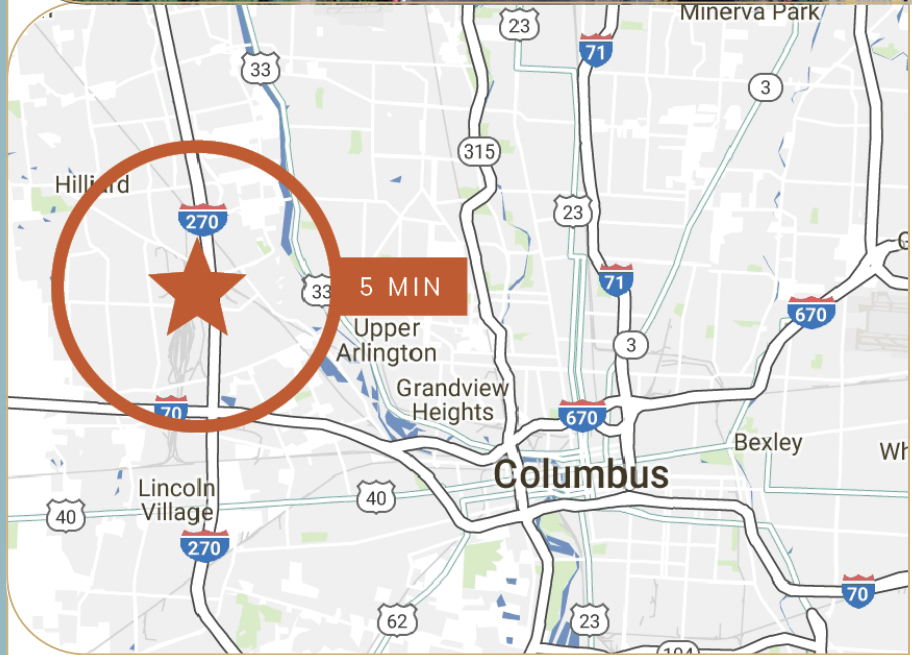 Minerva Park
23
71
33
3
315
Hilliard
23
270
71
33
5 MIN
670
Upper
Arlington
3
Grandview
Heights
70
670
Bexley
Columbus
Lincoln
Village
40
40
270
70
62
23